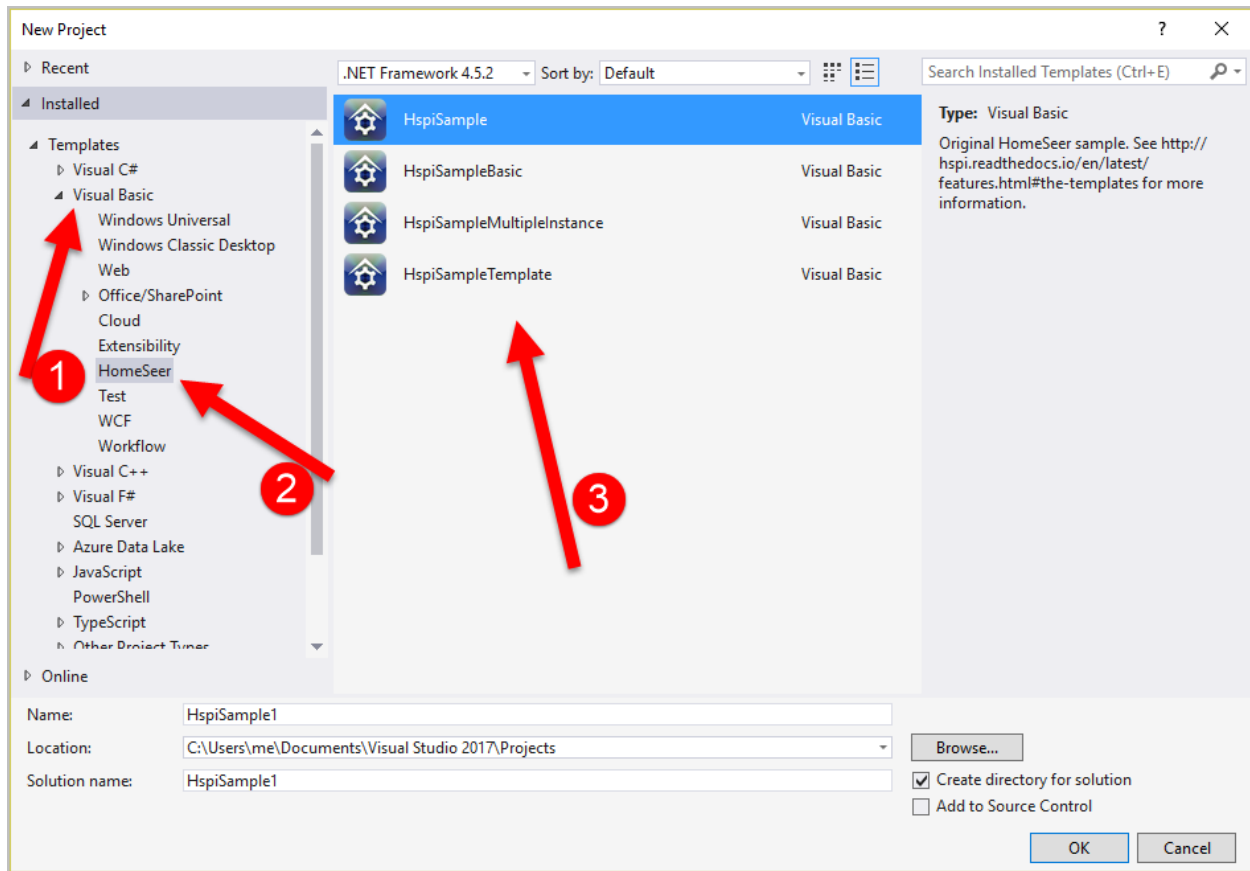 New Project
?
Recent
Installed
Templates
Visual C#
Visual Basic
Windows Universal
Windows Classic Desktop
Web
Office/SharePoint
Cloud
Extensibility
HomeSeer
Test
WCF
Workflow
Visual C++
Visual F#
SQL Server
Azure Data Lake
JavaScript
PowerShell
TypeScript
Other Project Types
Online
1
2
.NET Framework 4.5.2 Sort by: Default
HspiSample Visual Basic
HspiSampleBasic Visual Basic
HspiSampleMultipleInstance Visual Basic
HspiSampleTemplate Visual Basic
3
Search Installed Templates (Ctrl+E)
Type: Visual Basic
Original HomeSeer sample. See http://
hspi.readthedocs.io/en/latest/
features.html#the-templates for more
information.
Name: HspiSample1
Location: C:\Users\me\Documents\Visual Studio 2017\Projects Browse...
Solution name: HspiSample1
Create directory for solution
Add to Source Control
OK Cancel